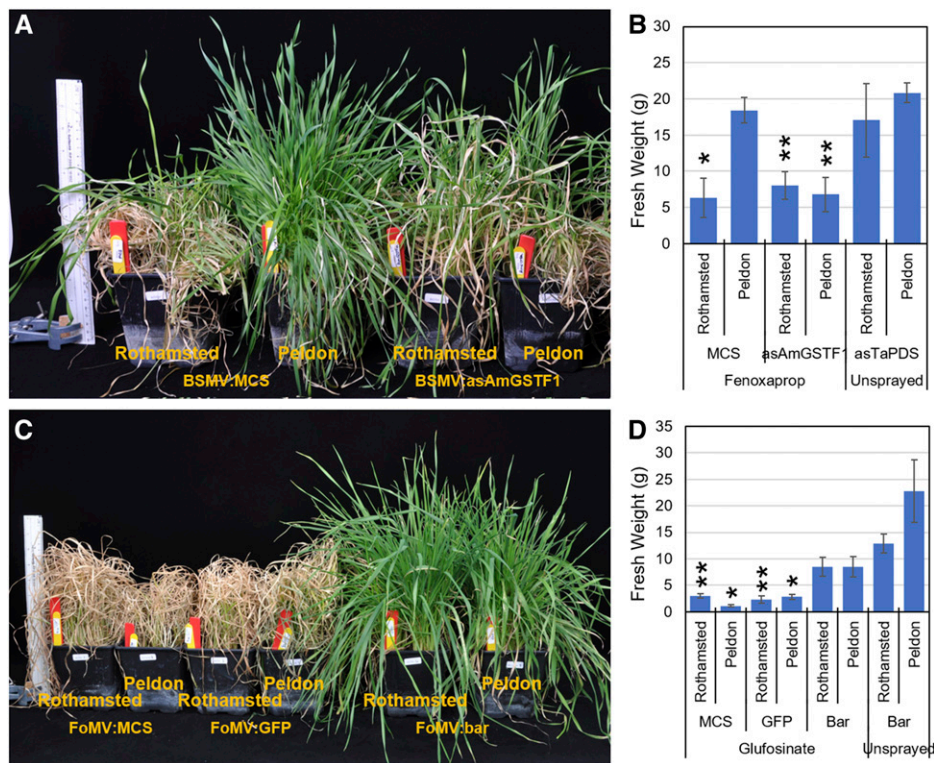 A
Rothamsted
Peldon
Rothamsted
Peldon
BSMV:MCS
BSMV:asAmGSTF1
B
Fresh Weight (g)
30
25
20
15
10
5
0
*
**
**
Rothamsted
Peldon
Rothamsted
Peldon
Rothamsted
Peldon
MCS
asAmGSTF1
asTaPDS
Fenoxaprop
Unsprayed
C
Peldon
Peldon
Peldon
Rothamsted
Rothamsted
Rothamsted
FoMV:MCS
FoMV:GFP
FoMV:bar
D
Fresh Weight (g)
35
30
25
20
15
10
5
0
**
*
**
*
Rothamsted
Peldon
Rothamsted
Peldon
Rothamsted
Peldon
Rothamsted
Peldon
MCS
GFP
Bar
Bar
Glufosinate
Unsprayed